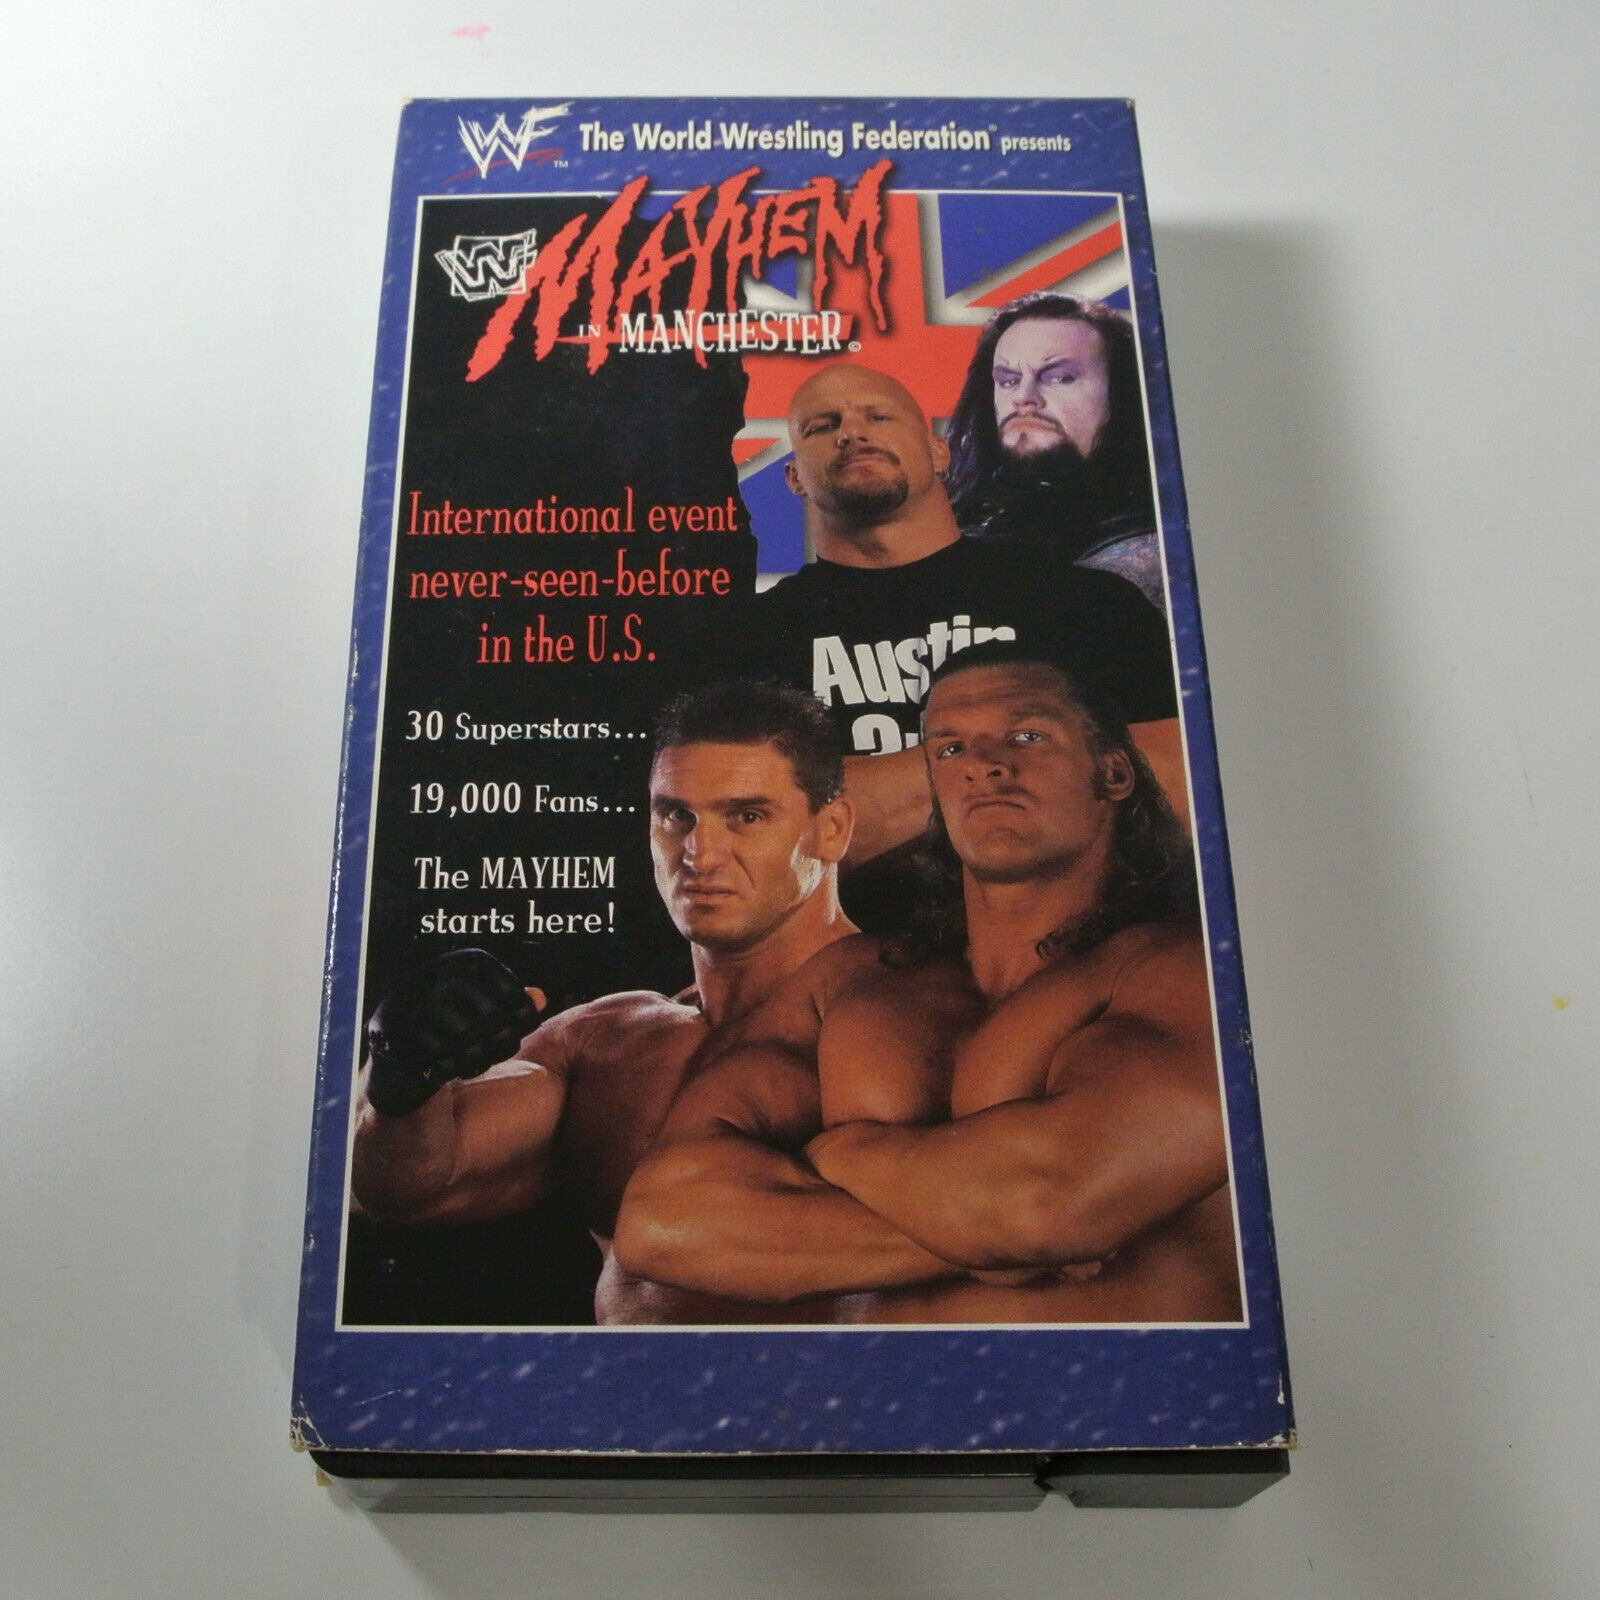 WF™ The World Wrestling Federation® presents
WF MAYHEM
IN MANCHESTER©
International event
never-seen-before
in the U.S.
30 Superstars...
19,000 Fans...
The MAYHEM
starts here!
Austin